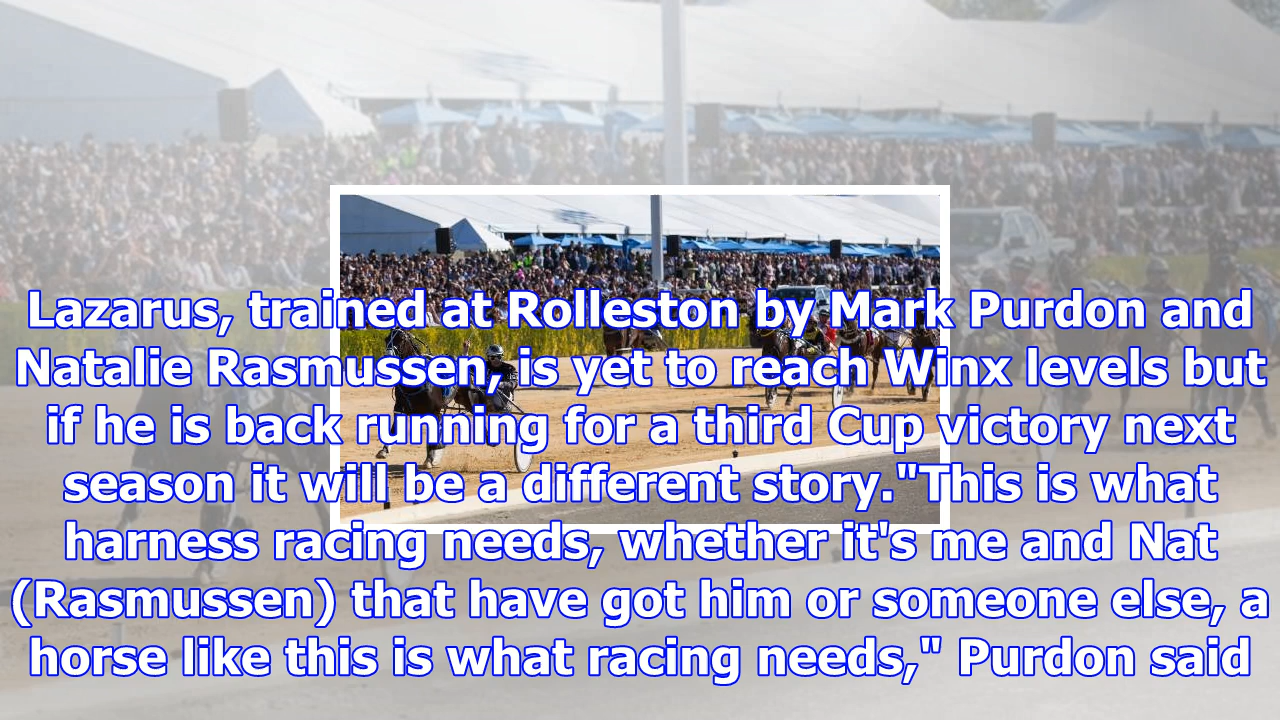 Lazarus, trained at Rolleston by Mark Purdon and
Natalie Rasmussen, is yet to reach Winx levels but
if he is back running for a third Cup victory next
season it will be a different story."This is what
harness racing needs, whether it's me and Nat
(Rasmussen) that have got him or someone else, a
horse like this is what racing needs," Purdon said